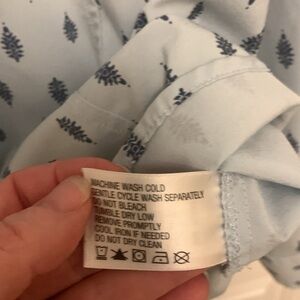 MACHINE WASH COLD
GENTLE CYCLE WASH SEPARATELY
DO NOT BLEACH
TUMBLE DRY LOW
REMOVE PROMPTLY
COOL IRON IF NEEDED
DO NOT DRY CLEAN